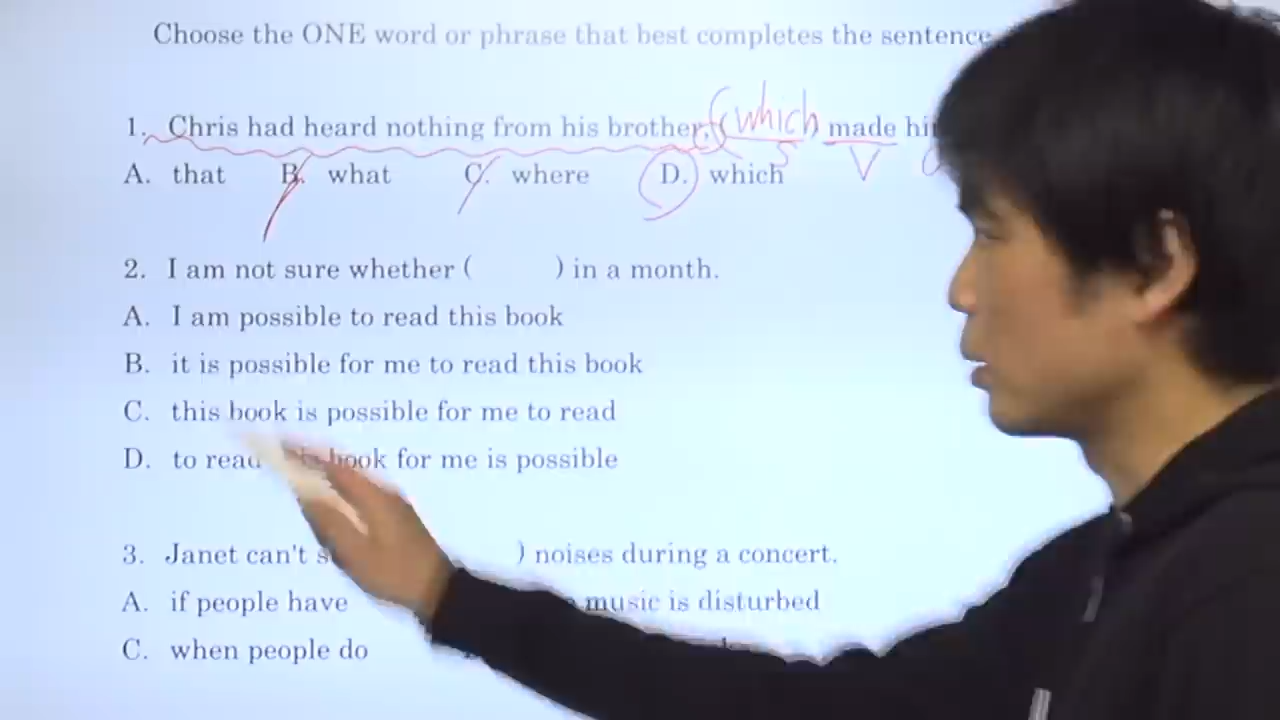 Choose the ONE word or phrase that best completes the sentence
1. Chris had heard nothing from his brother, (which) made
S V
A. that B. what C. where D. which
2. I am not sure whether ( ) in a month.
A. I am possible to read this book
B. it is possible for me to read this book
C. this book is possible for me to read
D. to read book for me is possible
3. Janet can't ) noises during a concert.
A. if people have music is disturbed
C. when people do